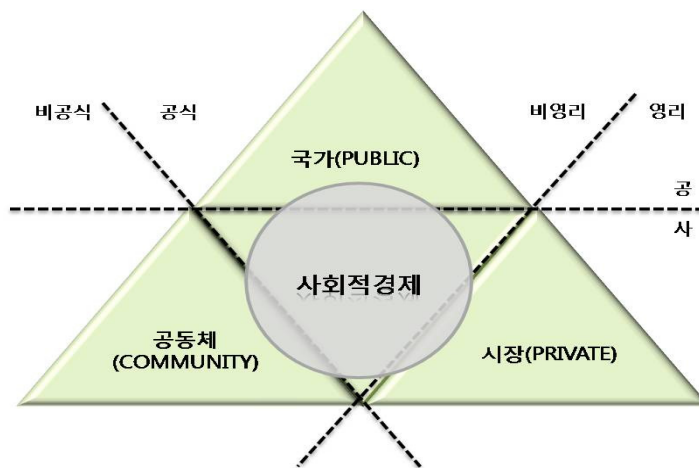 비공식 공식 비영리 영리
국가(PUBLIC)
공
사
사회적경제
공동체
(COMMUNITY)
시장(PRIVATE)